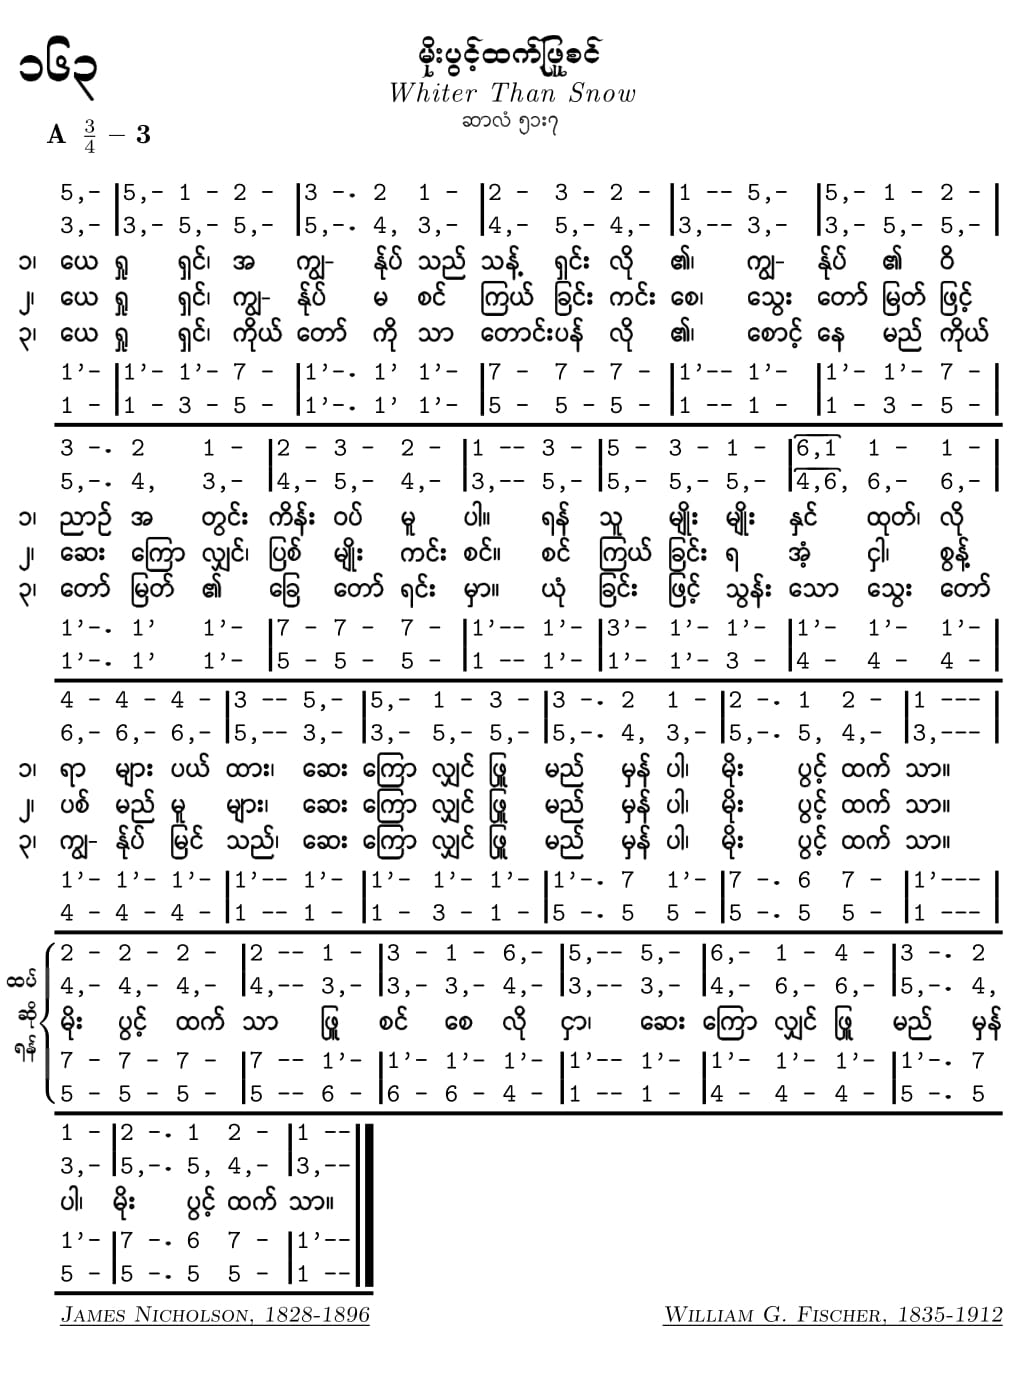 ၁၆၃
မိုးပွင့်ထက်ဖြူစင်
Whiter Than Snow
ဆာလံ ၅၁း၇
A 3/4 – 3
5,- |5,- 1 - 2 - |3 -. 2 1 - |2 - 3 - 2 - |1 -- 5,- |5,- 1 - 2 - |
3,- |3,- 5,- 5,- |5,-. 4, 3,- |4,- 5,- 4,- |3,-- 3,- |3,- 5,- 5,- |
၁၊ ယေ ရှု ရှင်၊ အ ကျွ- န်ုပ် သည် သန့် ရှင်း လို ၏၊ ကျွ- န်ုပ် ၏ ဝိ
၂၊ ယေ ရှု ရှင်၊ ကျွ- န်ုပ် မ စင် ကြယ် ခြင်း ကင်း စေ၊ သွေး တော် မြတ် ဖြင့်
၃၊ ယေ ရှု ရှင်၊ ကိုယ် တော် ကို သာ တောင်းပန် လို ၏၊ စောင့် နေ မည် ကိုယ်
1’- |1’- 1’- 7 - |1’-. 1’ 1’- |7 - 7 - 7 - |1’-- 1’- |1’- 1’- 7 - |
1 - |1 - 3 - 5 - |1’-. 1’ 1’- |5 - 5 - 5 - |1 -- 1 - |1 - 3 - 5 - |
3 -. 2 1 - |2 - 3 - 2 - |1 -- 3 - |5 - 3 - 1 - |6,1 1 - 1 - |
5,-. 4, 3,- |4,- 5,- 4,- |3,-- 5,- |5,- 5,- 5,- |4,6, 6,- 6,- |
၁၊ ညာဉ် အ တွင်း ကိန်း ဝပ် မူ ပါ။ ရန် သူ မျိုး မျိုး နှင် ထုတ်၊ လို
၂၊ ဆေး ကြော လျှင်၊ ပြစ် မျိုး ကင်း စင်။ စင် ကြယ် ခြင်း ရ အံ့ ငှါ၊ စွန့်
၃၊ တော် မြတ် ၏ ခြေ တော် ရင်း မှာ။ ယုံ ခြင်း ဖြင့် သွန်း သော သွေး တော်
1’-. 1’ 1’- |7 - 7 - 7 - |1’-- 1’- |3’- 1’- 1’- |1’- 1’- 1’- |
1’-. 1’ 1’- |5 - 5 - 5 - |1 -- 1’- |1’- 1’- 3 - |4 - 4 - 4 - |
4 - 4 - 4 - |3 -- 5,- |5,- 1 - 3 - |3 -. 2 1 - |2 -. 1 2 - |1 --- |
6,- 6,- 6,- |5,-- 3,- |3,- 5,- 5,- |5,-. 4, 3,- |5,-. 5, 4,- |3,--- |
၁၊ ရာ များ ပယ် ထား၊ ဆေး ကြော လျှင် ဖြူ မည် မှန် ပါ၊ မိုး ပွင့် ထက် သာ။
၂၊ ပစ် မည် မူ များ၊ ဆေး ကြော လျှင် ဖြူ မည် မှန် ပါ၊ မိုး ပွင့် ထက် သာ။
၃၊ ကျွ- န်ုပ် မြင် သည်၊ ဆေး ကြော လျှင် ဖြူ မည် မှန် ပါ၊ မိုး ပွင့် ထက် သာ။
1’- 1’- 1’- |1’-- 1’- |1’- 1’- 1’- |1’-. 7 1’- |7 -. 6 7 - |1’--- |
4 - 4 - 4 - |1 -- 1 - |1 - 3 - 1 - |5 -. 5 5 - |5 -. 5 5 - |1 --- |
ထပ် ဆို ရန်
2 - 2 - 2 - |2 -- 1 - |3 - 1 - 6,- |5,-- 5,- |6,- 1 - 4 - |3 -. 2
4,- 4,- 4,- |4,-- 3,- |3,- 3,- 4,- |3,-- 3,- |4,- 6,- 6,- |5,-. 4,
မိုး ပွင့် ထက် သာ ဖြူ စင် စေ လို ငှာ၊ ဆေး ကြော လျှင် ဖြူ မည် မှန်
7 - 7 - 7 - |7 -- 1’- |1’- 1’- 1’- |1’-- 1’- |1’- 1’- 1’- |1’-. 7
5 - 5 - 5 - |5 -- 6 - |6 - 6 - 4 - |1 -- 1 - |4 - 4 - 4 - |5 -. 5
1 - |2 -. 1 2 - |1 --
3,- |5,-. 5, 4,- |3,--
ပါ၊ မိုး ပွင့် ထက် သာ။
1’- |7 -. 6 7 - |1’--
5 - |5 -. 5 5 - |1 --
James Nicholson, 1828-1896
William G. Fischer, 1835-1912